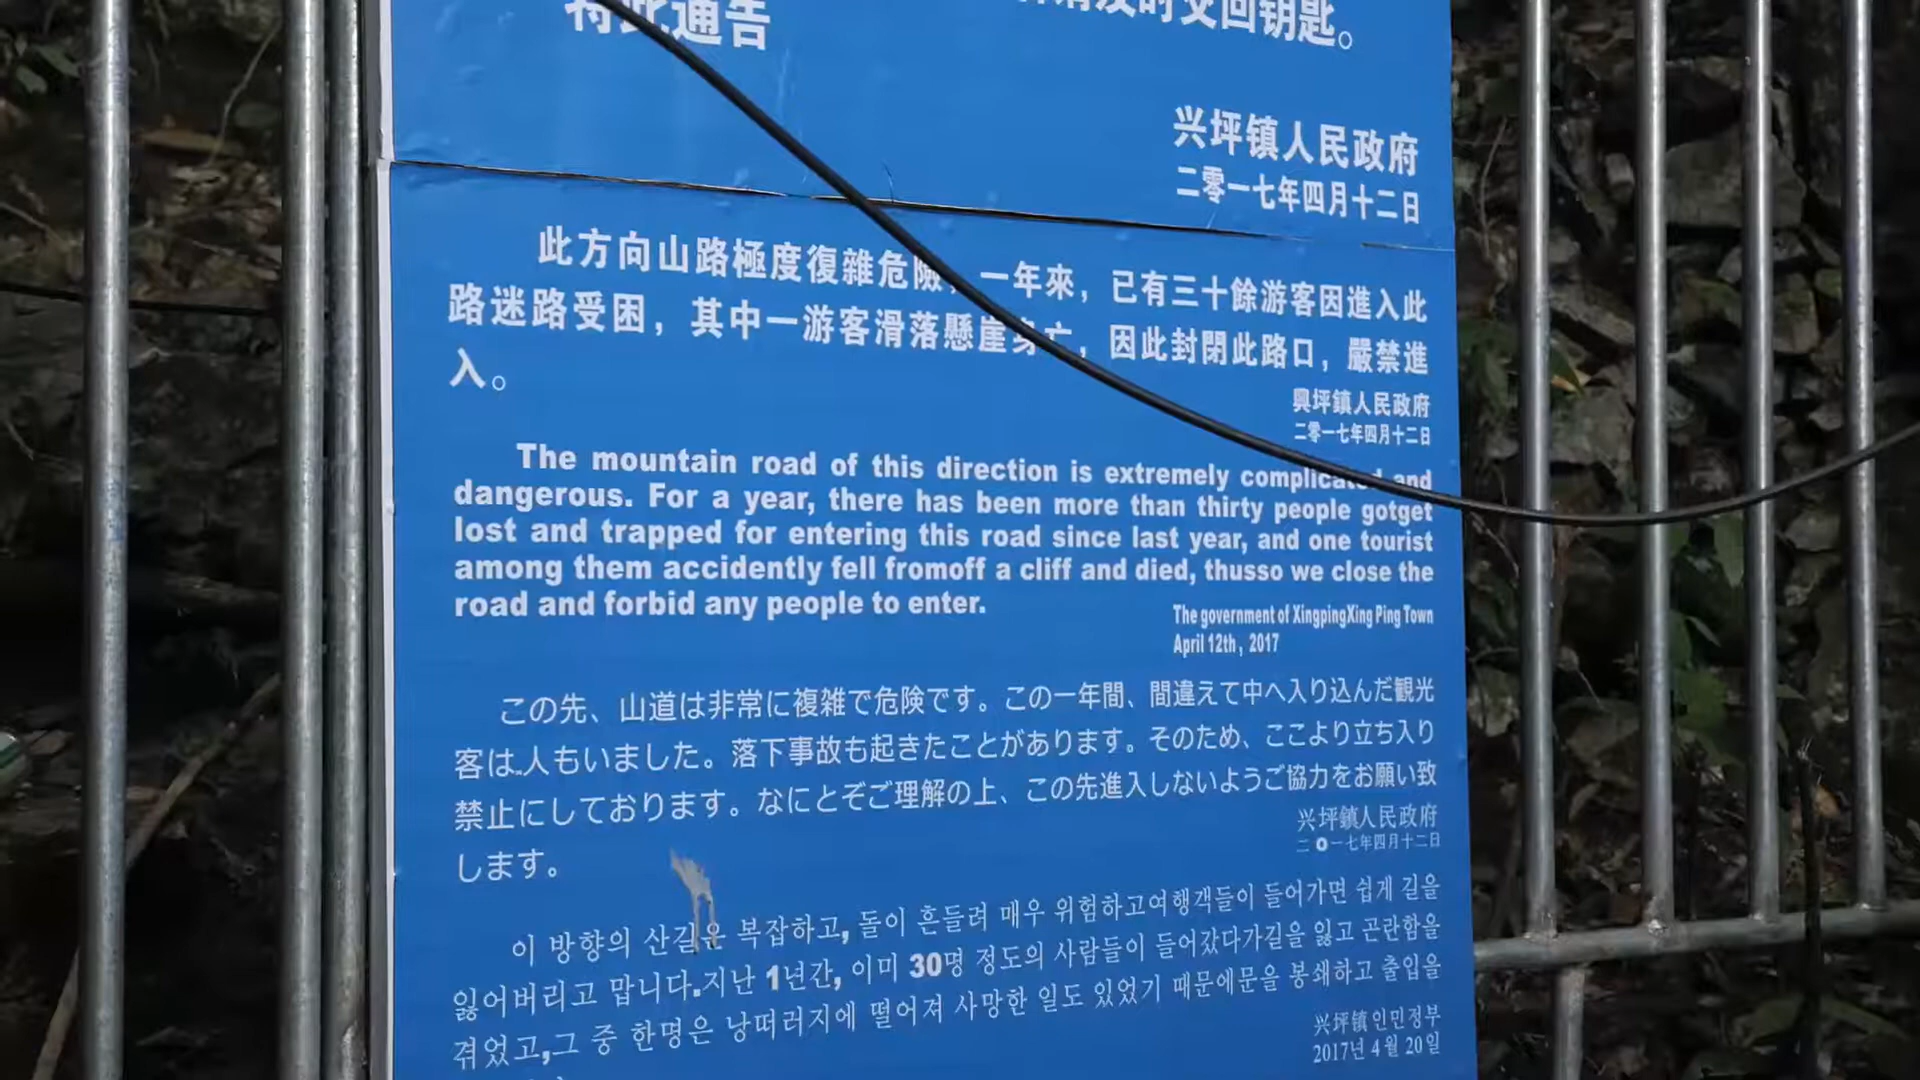 特此通告
及时交回钥匙。
兴坪镇人民政府
二零一七年四月十二日
此方向山路極度復雜危險，一年來，已有三十餘游客因進入此
路迷路受困，其中一游客滑落懸崖身亡，因此封閉此路口，嚴禁進
入。
興坪鎮人民政府
二零一七年四月十二日
The mountain road of this direction is extremely complicated and
dangerous. For a year, there has been more than thirty people gotget
lost and trapped for entering this road since last year, and one tourist
among them accidently fell fromoff a cliff and died, thusso we close the
road and forbid any people to enter.
The government of XingpingXing Ping Town
April 12th, 2017
この先、山道は非常に複雑で危険です。この一年間、間違えて中へ入り込んだ観光
客は..人もいました。落下事故も起きたことがあります。そのため、ここより立ち入り
禁止にしております。なにとぞご理解の上、この先進入しないようご協力をお願い致
します。
兴坪鎮人民政府
二0一七年四月十二日
이 방향의 산길은 복잡하고, 돌이 흔들려 매우 위험하고여행객들이 들어가면 쉽게 길을
잃어버리고 맙니다.지난 1년간, 이미 30명 정도의 사람들이 들어갔다가길을 잃고 곤란함을
겪었고,그 중 한명은 낭떠러지에 떨어져 사망한 일도 있었기 때문에문을 봉쇄하고 출입을
兴坪镇 인민정부
2017년 4월 20일